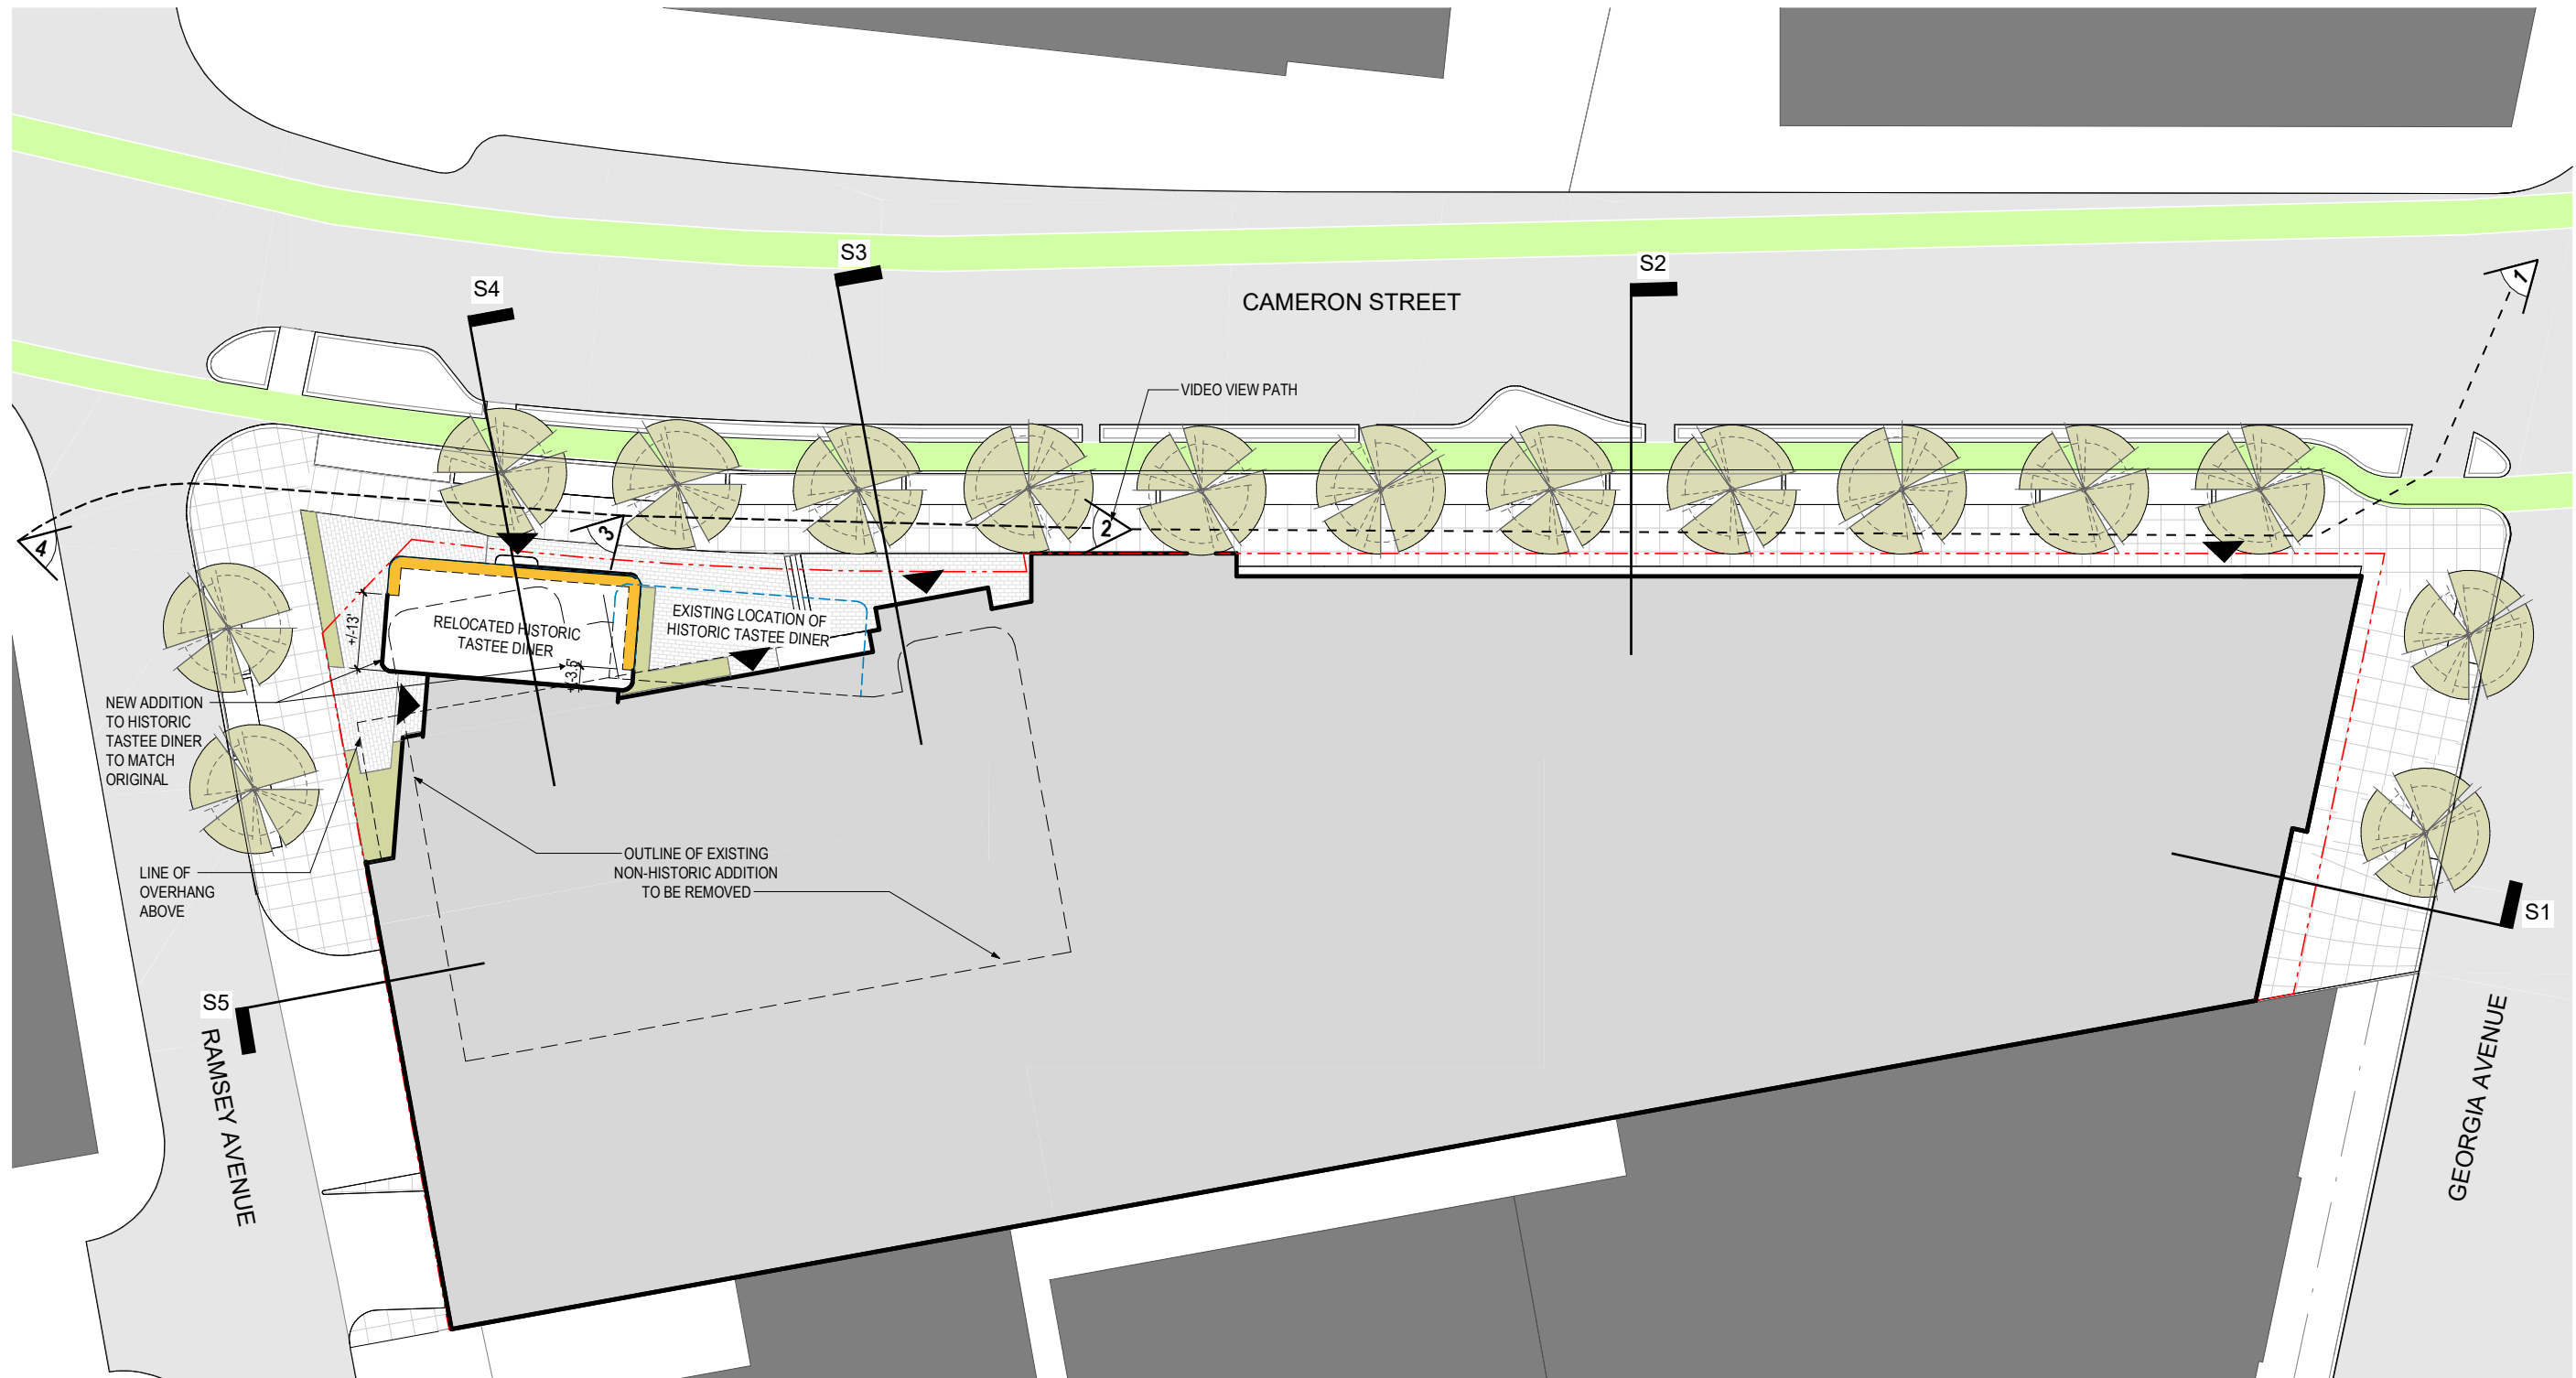 S3
S2
S4
CAMERON STREET
1
VIDEO VIEW PATH
3
2
4
+/-13'
RELOCATED HISTORIC
TASTEE DINER
EXISTING LOCATION OF
HISTORIC TASTEE DINER
+/-3.5'
NEW ADDITION
TO HISTORIC
TASTEE DINER
TO MATCH
ORIGINAL
LINE OF
OVERHANG
ABOVE
OUTLINE OF EXISTING
NON-HISTORIC ADDITION
TO BE REMOVED
S1
S5
RAMSEY AVENUE
GEORGIA AVENUE